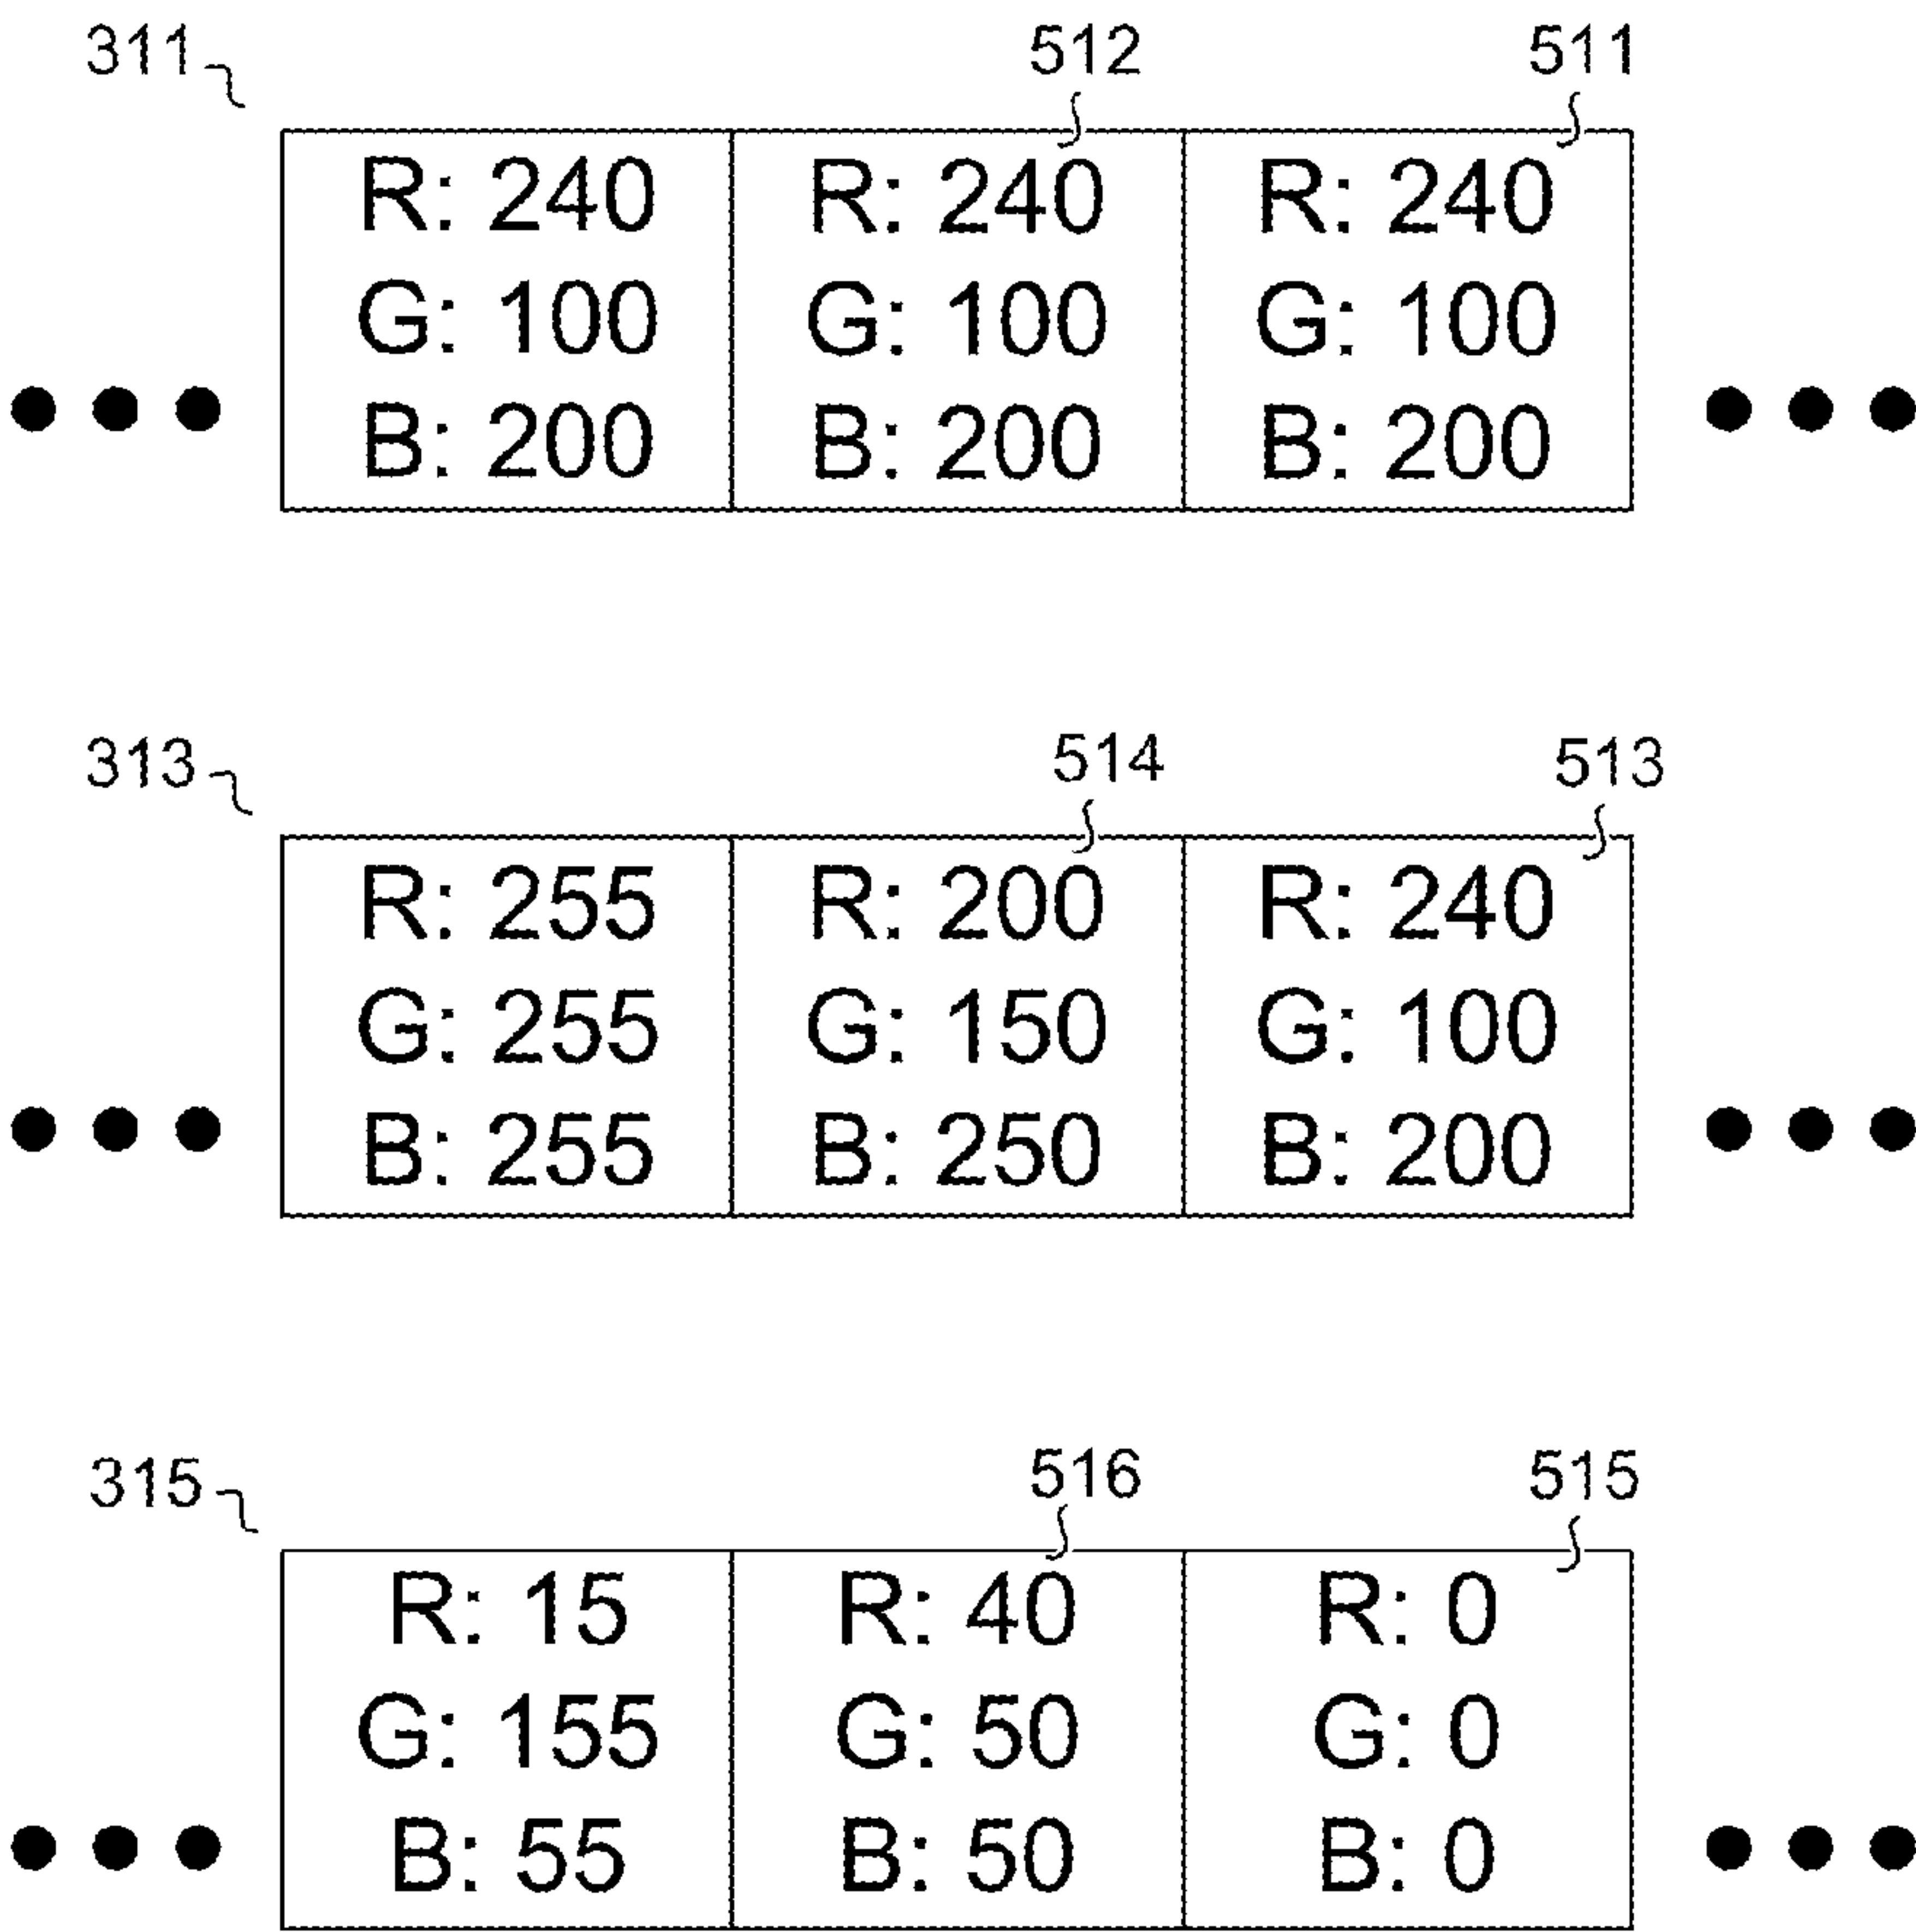 311 512 511
R: 240 R: 240 R: 240
G: 100 G: 100 G: 100
B: 200 B: 200 B: 200
313 514 513
R: 255 R: 200 R: 240
G: 255 G: 150 G: 100
B: 255 B: 250 B: 200
315 516 515
R: 15 R: 40 R: 0
G: 155 G: 50 G: 0
B: 55 B: 50 B: 0